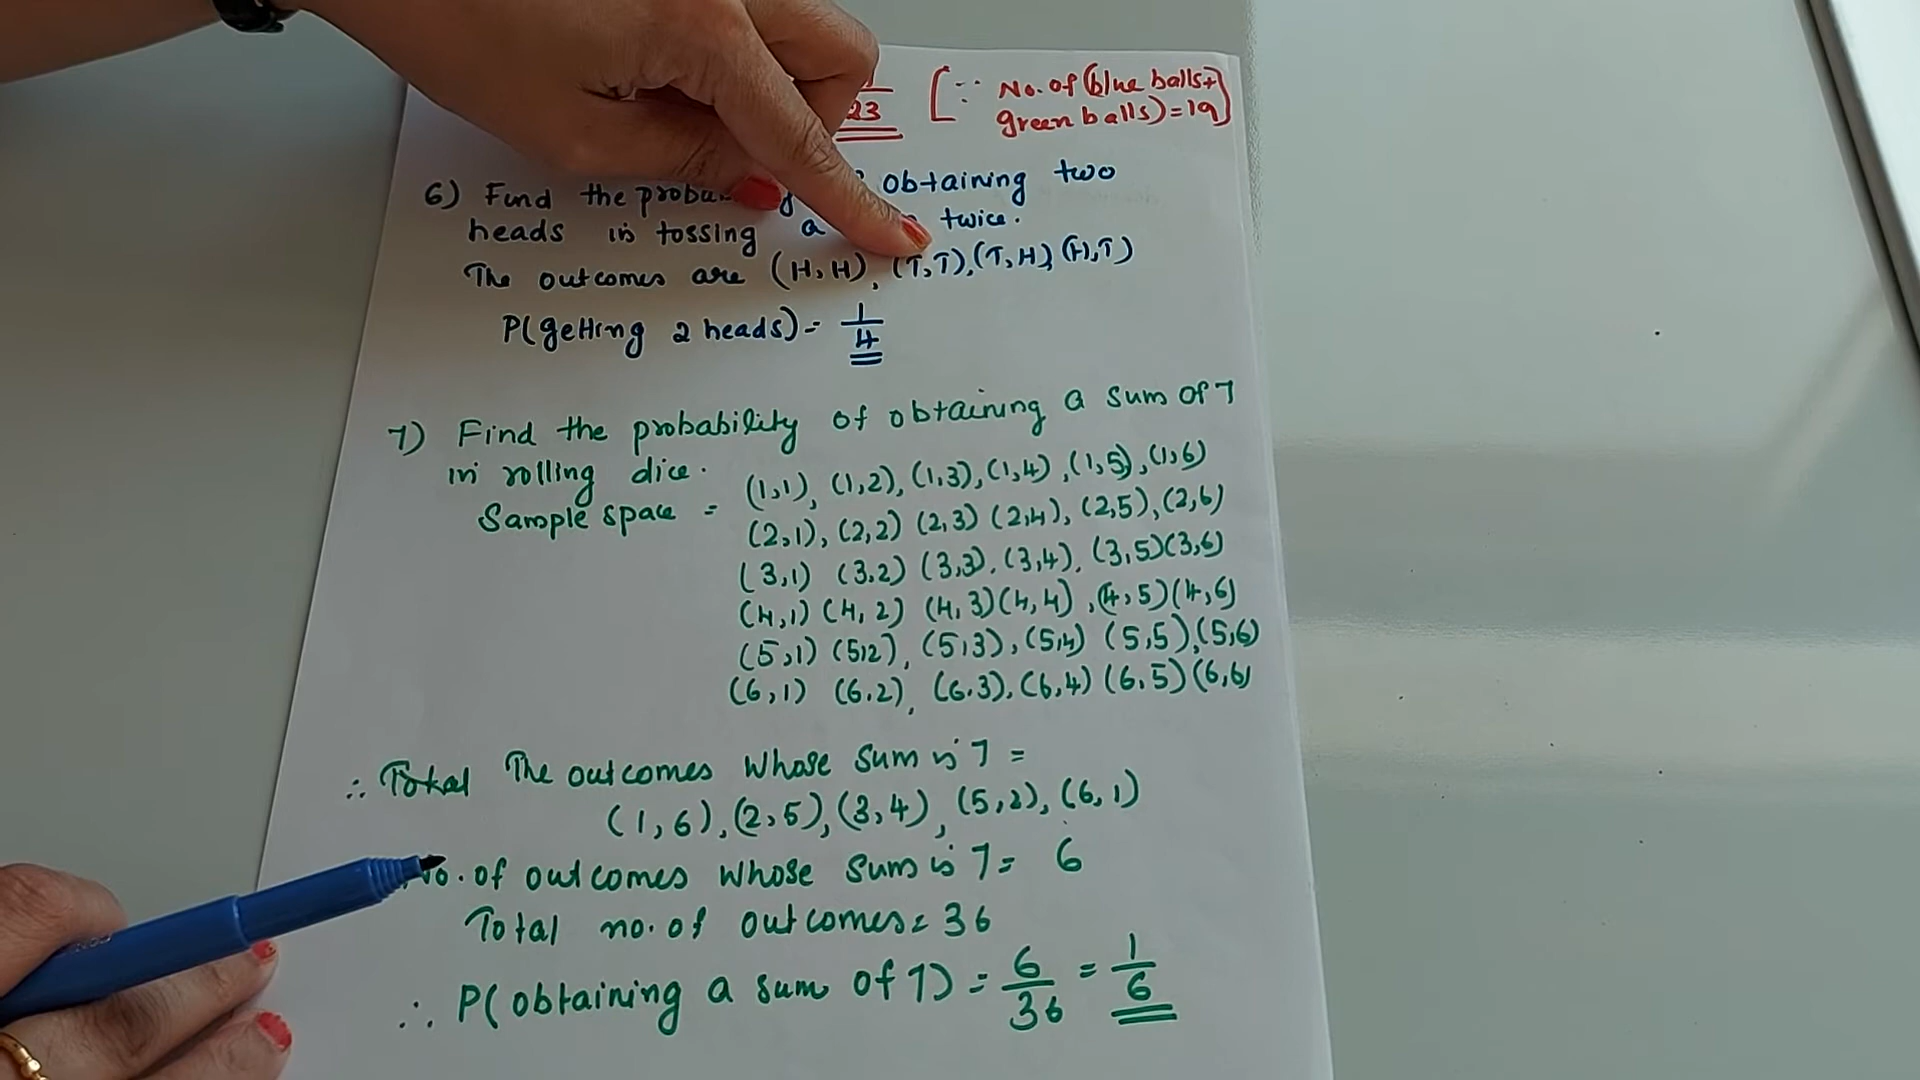 23 [∵ No. of (blue balls +
green balls) = 19]
6) Find the obtaining two
heads in tossing a twice.
The outcomes are (H,H), (T,T), (T,H), (H,T)
P(getting 2 heads) = 1/4
7) Find the probability of obtaining a sum of 7
in rolling dice.
Sample space = (1,1), (1,2), (1,3), (1,4), (1,5), (1,6)
(2,1), (2,2) (2,3) (2,4), (2,5), (2,6)
(3,1) (3,2) (3,3), (3,4), (3,5)(3,6)
(4,1) (4,2) (4,3)(4,4), (4,5)(4,6)
(5,1) (5,2), (5,3), (5,4) (5,5), (5,6)
(6,1) (6,2), (6,3), (6,4) (6,5) (6,6)
∴ Total The outcomes whose sum is 7 =
(1,6), (2,5), (3,4), (5,2), (6,1)
No. of outcomes whose sum is 7 = 6
Total no. of outcomes = 36
∴ P(obtaining a sum of 7) = 6/36 = 1/6